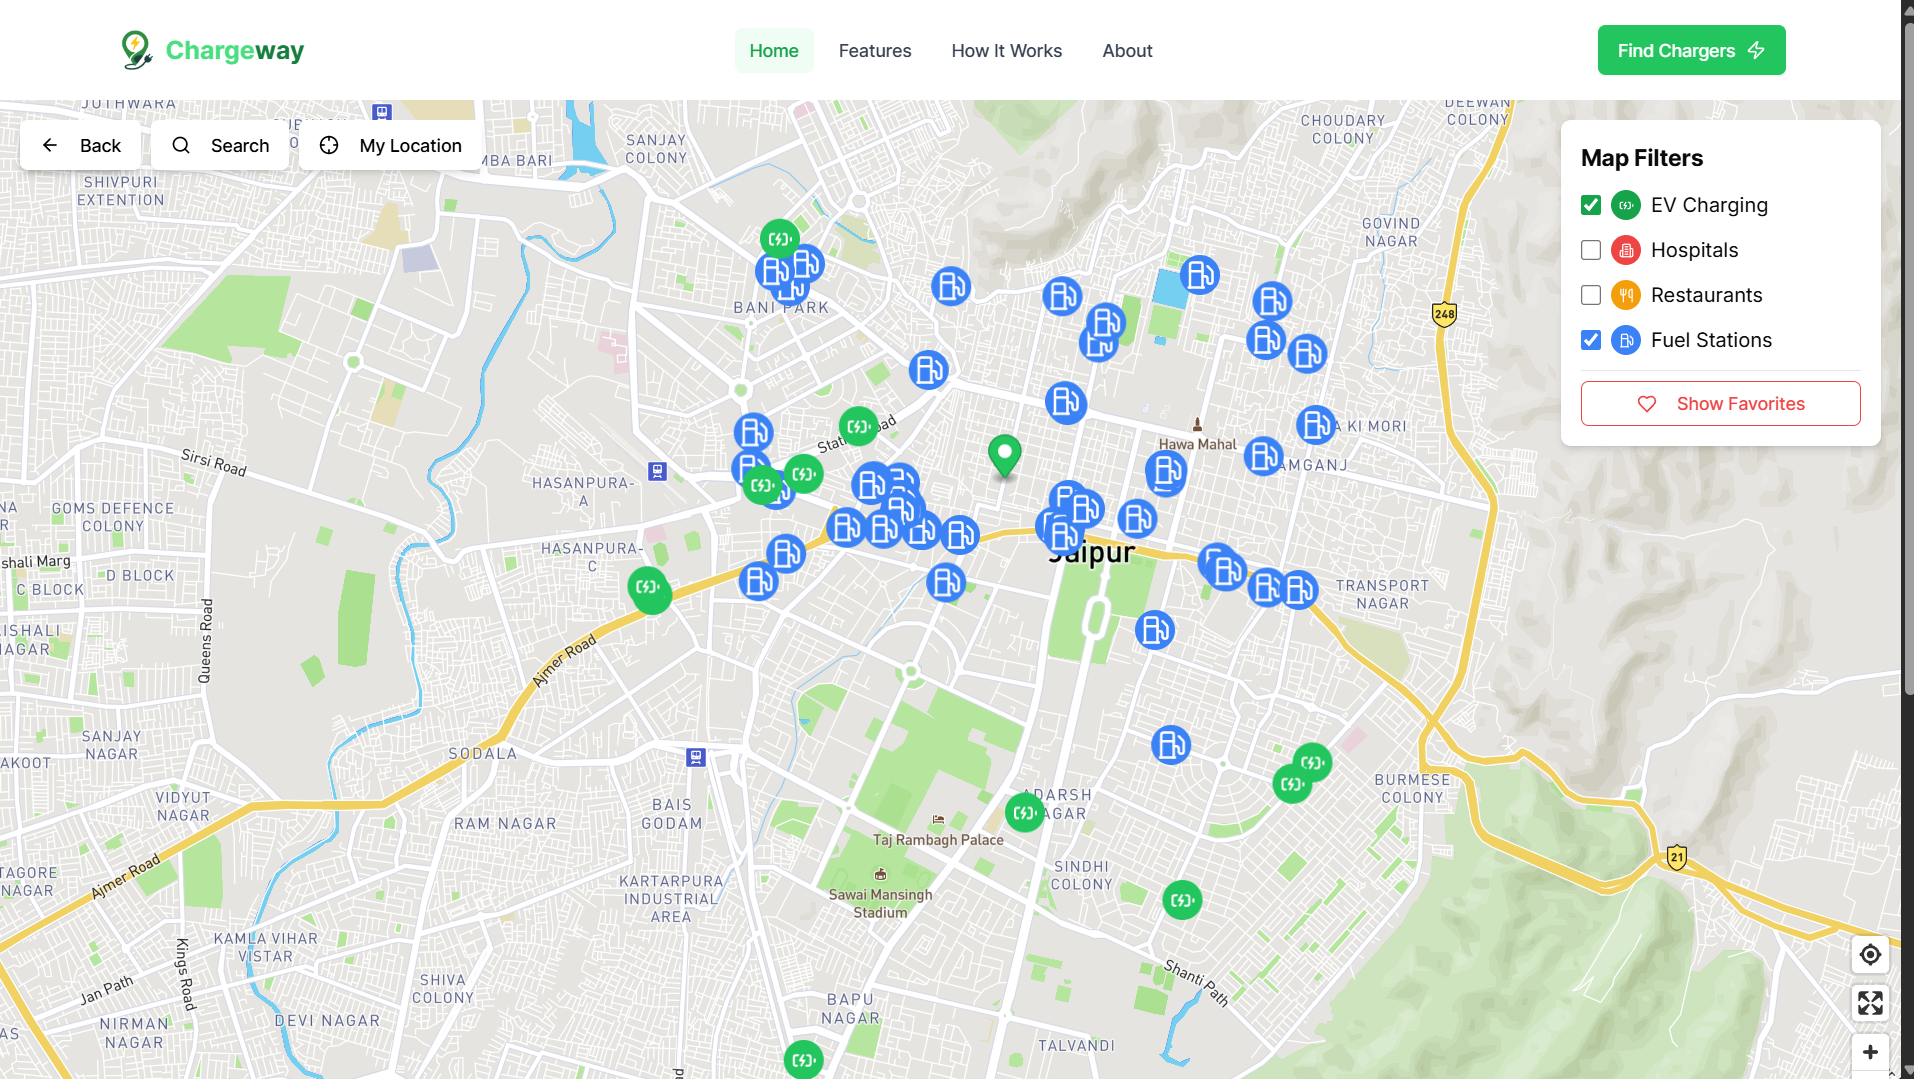 Chargeway
Home
Features
How It Works
About
Find Chargers
Back
Search
My Location
Map Filters
EV Charging
Hospitals
Restaurants
Fuel Stations
Show Favorites
JOTHWARA
SHIVPURI
EXTENSION
MBA BARI
SANJAY
COLONY
CHOUDARY
COLONY
DEEWAN
COLONY
GOVIND
NAGAR
248
BANI PARK
Hawa Mahal
A KI MORI
AMGANJ
Sirsi Road
HASANPURA-
A
GOMS DEFENCE
COLONY
HASANPURA-
C
shali Marg
D BLOCK
C BLOCK
ISHALI
NAGAR
Queens Road
Ajmer Road
Jaipur
TRANSPORT
NAGAR
SANJAY
NAGAR
AKOOT
SODALA
VIDYUT
NAGAR
RAM NAGAR
BAIS
GODAM
ADARSH
NAGAR
BURMESE
COLONY
Taj Rambagh Palace
SINDHI
COLONY
21
TAGORE
NAGAR
Ajmer Road
KARTARPURA
INDUSTRIAL
AREA
Sawai Mansingh
Stadium
KAMLA VIHAR
VISTAR
Kings Road
Jan Path
SHIVA
COLONY
Shanti Path
BAPU
NAGAR
NIRMAN
NAGAR
DEVI NAGAR
TALVANDI